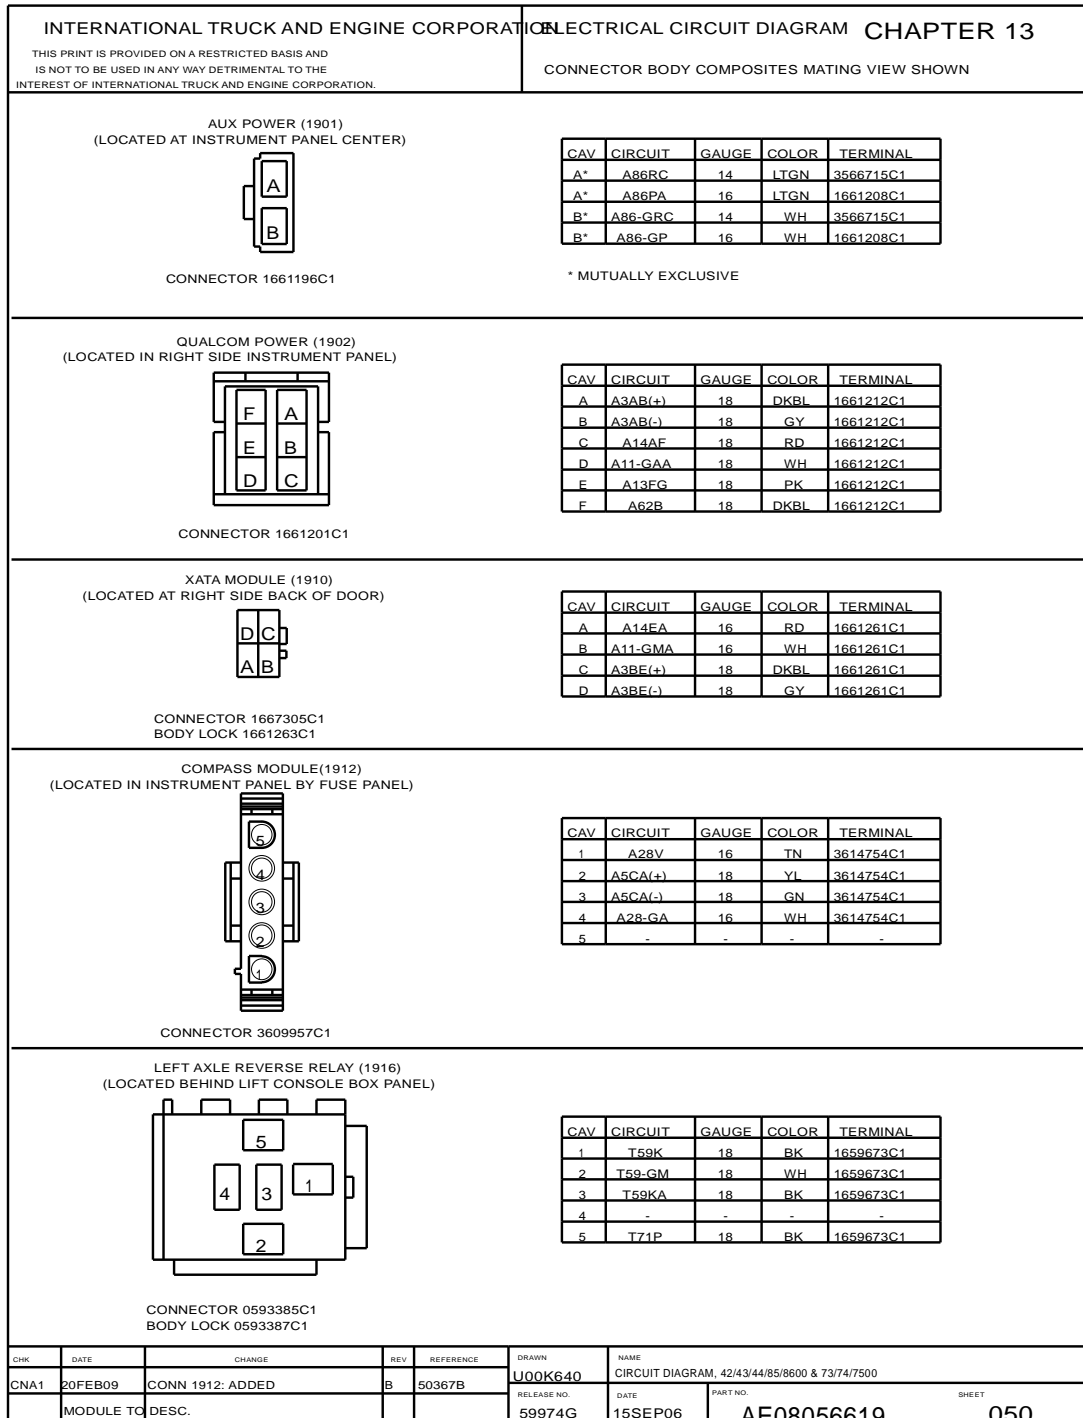 INTERNATIONAL TRUCK AND ENGINE CORPORATION
THIS PRINT IS PROVIDED ON A RESTRICTED BASIS AND
IS NOT TO BE USED IN ANY WAY DETRIMENTAL TO THE
INTEREST OF INTERNATIONAL TRUCK AND ENGINE CORPORATION.
ELECTRICAL CIRCUIT DIAGRAM CHAPTER 13
CONNECTOR BODY COMPOSITES MATING VIEW SHOWN
AUX POWER (1901)
(LOCATED AT INSTRUMENT PANEL CENTER)
A
B
CONNECTOR 1661196C1
CAV CIRCUIT GAUGE COLOR TERMINAL
A* A86RC 14 LTGN 3566715C1
A* A86PA 16 LTGN 1661208C1
B* A86-GRC 14 WH 3566715C1
B* A86-GP 16 WH 1661208C1
* MUTUALLY EXCLUSIVE
QUALCOM POWER (1902)
(LOCATED IN RIGHT SIDE INSTRUMENT PANEL)
F A
E B
D C
CONNECTOR 1661201C1
CAV CIRCUIT GAUGE COLOR TERMINAL
A A3AB(+) 18 DKBL 1661212C1
B A3AB(-) 18 GY 1661212C1
C A14AF 18 RD 1661212C1
D A11-GAA 18 WH 1661212C1
E A13FG 18 PK 1661212C1
F A62B 18 DKBL 1661212C1
XATA MODULE (1910)
(LOCATED AT RIGHT SIDE BACK OF DOOR)
D C
A B
CONNECTOR 1667305C1
BODY LOCK 1661263C1
CAV CIRCUIT GAUGE COLOR TERMINAL
A A14EA 16 RD 1661261C1
B A11-GMA 16 WH 1661261C1
C A3BE(+) 18 DKBL 1661261C1
D A3BE(-) 18 GY 1661261C1
COMPASS MODULE(1912)
(LOCATED IN INSTRUMENT PANEL BY FUSE PANEL)
5
4
3
2
1
CONNECTOR 3609957C1
CAV CIRCUIT GAUGE COLOR TERMINAL
1 A28V 16 TN 3614754C1
2 A5CA(+) 18 YL 3614754C1
3 A5CA(-) 18 GN 3614754C1
4 A28-GA 16 WH 3614754C1
5 - - - -
LEFT AXLE REVERSE RELAY (1916)
(LOCATED BEHIND LIFT CONSOLE BOX PANEL)
5
4 3 1
2
CONNECTOR 0593385C1
BODY LOCK 0593387C1
CAV CIRCUIT GAUGE COLOR TERMINAL
1 T59K 18 BK 1659673C1
2 T59-GM 18 WH 1659673C1
3 T59KA 18 BK 1659673C1
4 - - - -
5 T71P 18 BK 1659673C1
CHK DATE CHANGE REV REFERENCE
CNA1 20FEB09 CONN 1912: ADDED B 50367B
MODULE TO DESC.
DRAWN
U00K640
NAME
CIRCUIT DIAGRAM, 42/43/44/85/8600 & 73/74/7500
RELEASE NO.
59974G
DATE
15SEP06
PART NO.
AE08056619
SHEET
050